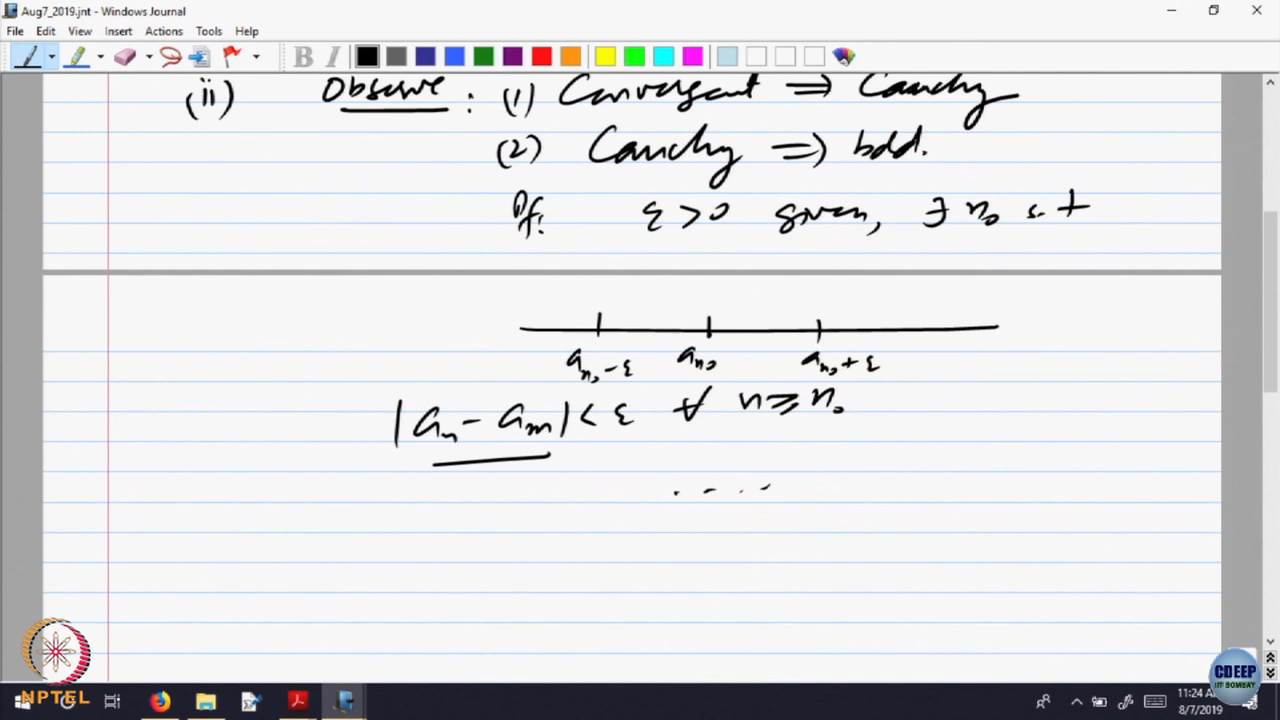 Aug7_2019.jnt - Windows Journal
File Edit View Insert Actions Tools Help
B I
(ii) Observe : (1) Convergent ⇒ Cauchy
(2) Cauchy ⇒ bdd.
Pf: ε > 0 given, ∃ n₀ s.t
aₙ₀-ε aₙ₀ aₙ₀+ε
|aₙ - aₘ| < ε ∀ n ≥ n₀
. . . .
NPTEL
CDEEP
IIT BOMBAY
11:24 A
8/7/2019